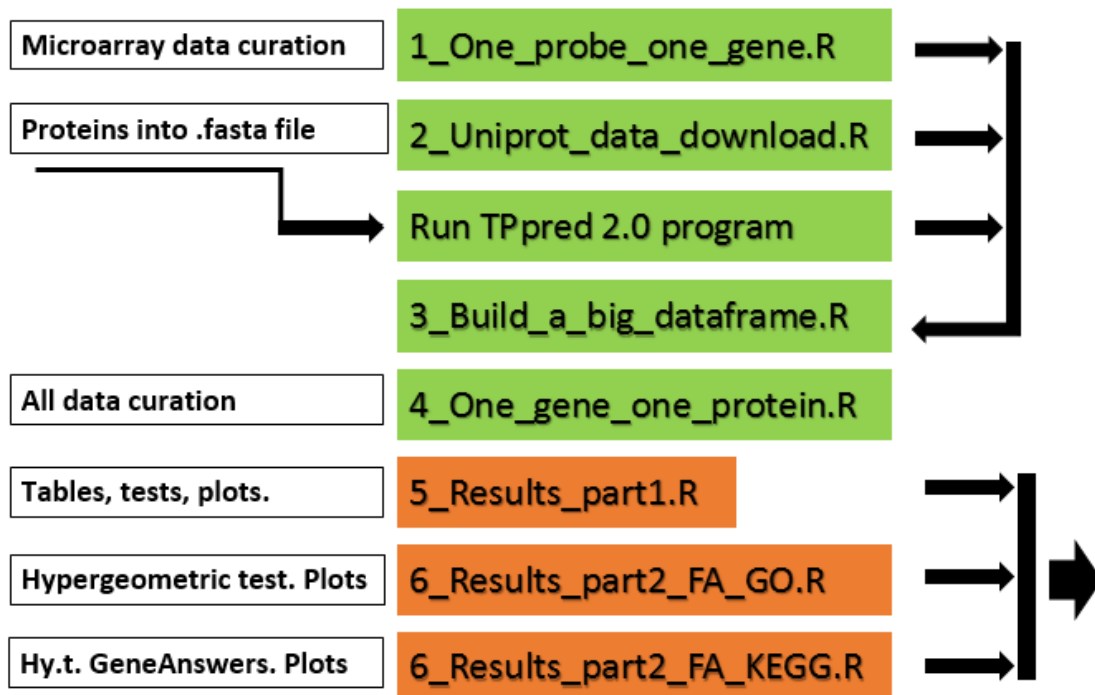 Microarray data curation
1_One_probe_one_gene.R
Proteins into .fasta file
2_Uniprot_data_download.R
Run TPpred 2.0 program
3_Build_a_big_dataframe.R
All data curation
4_One_gene_one_protein.R
Tables, tests, plots.
5_Results_part1.R
Hypergeometric test. Plots
6_Results_part2_FA_GO.R
Hy.t. GeneAnswers. Plots
6_Results_part2_FA_KEGG.R